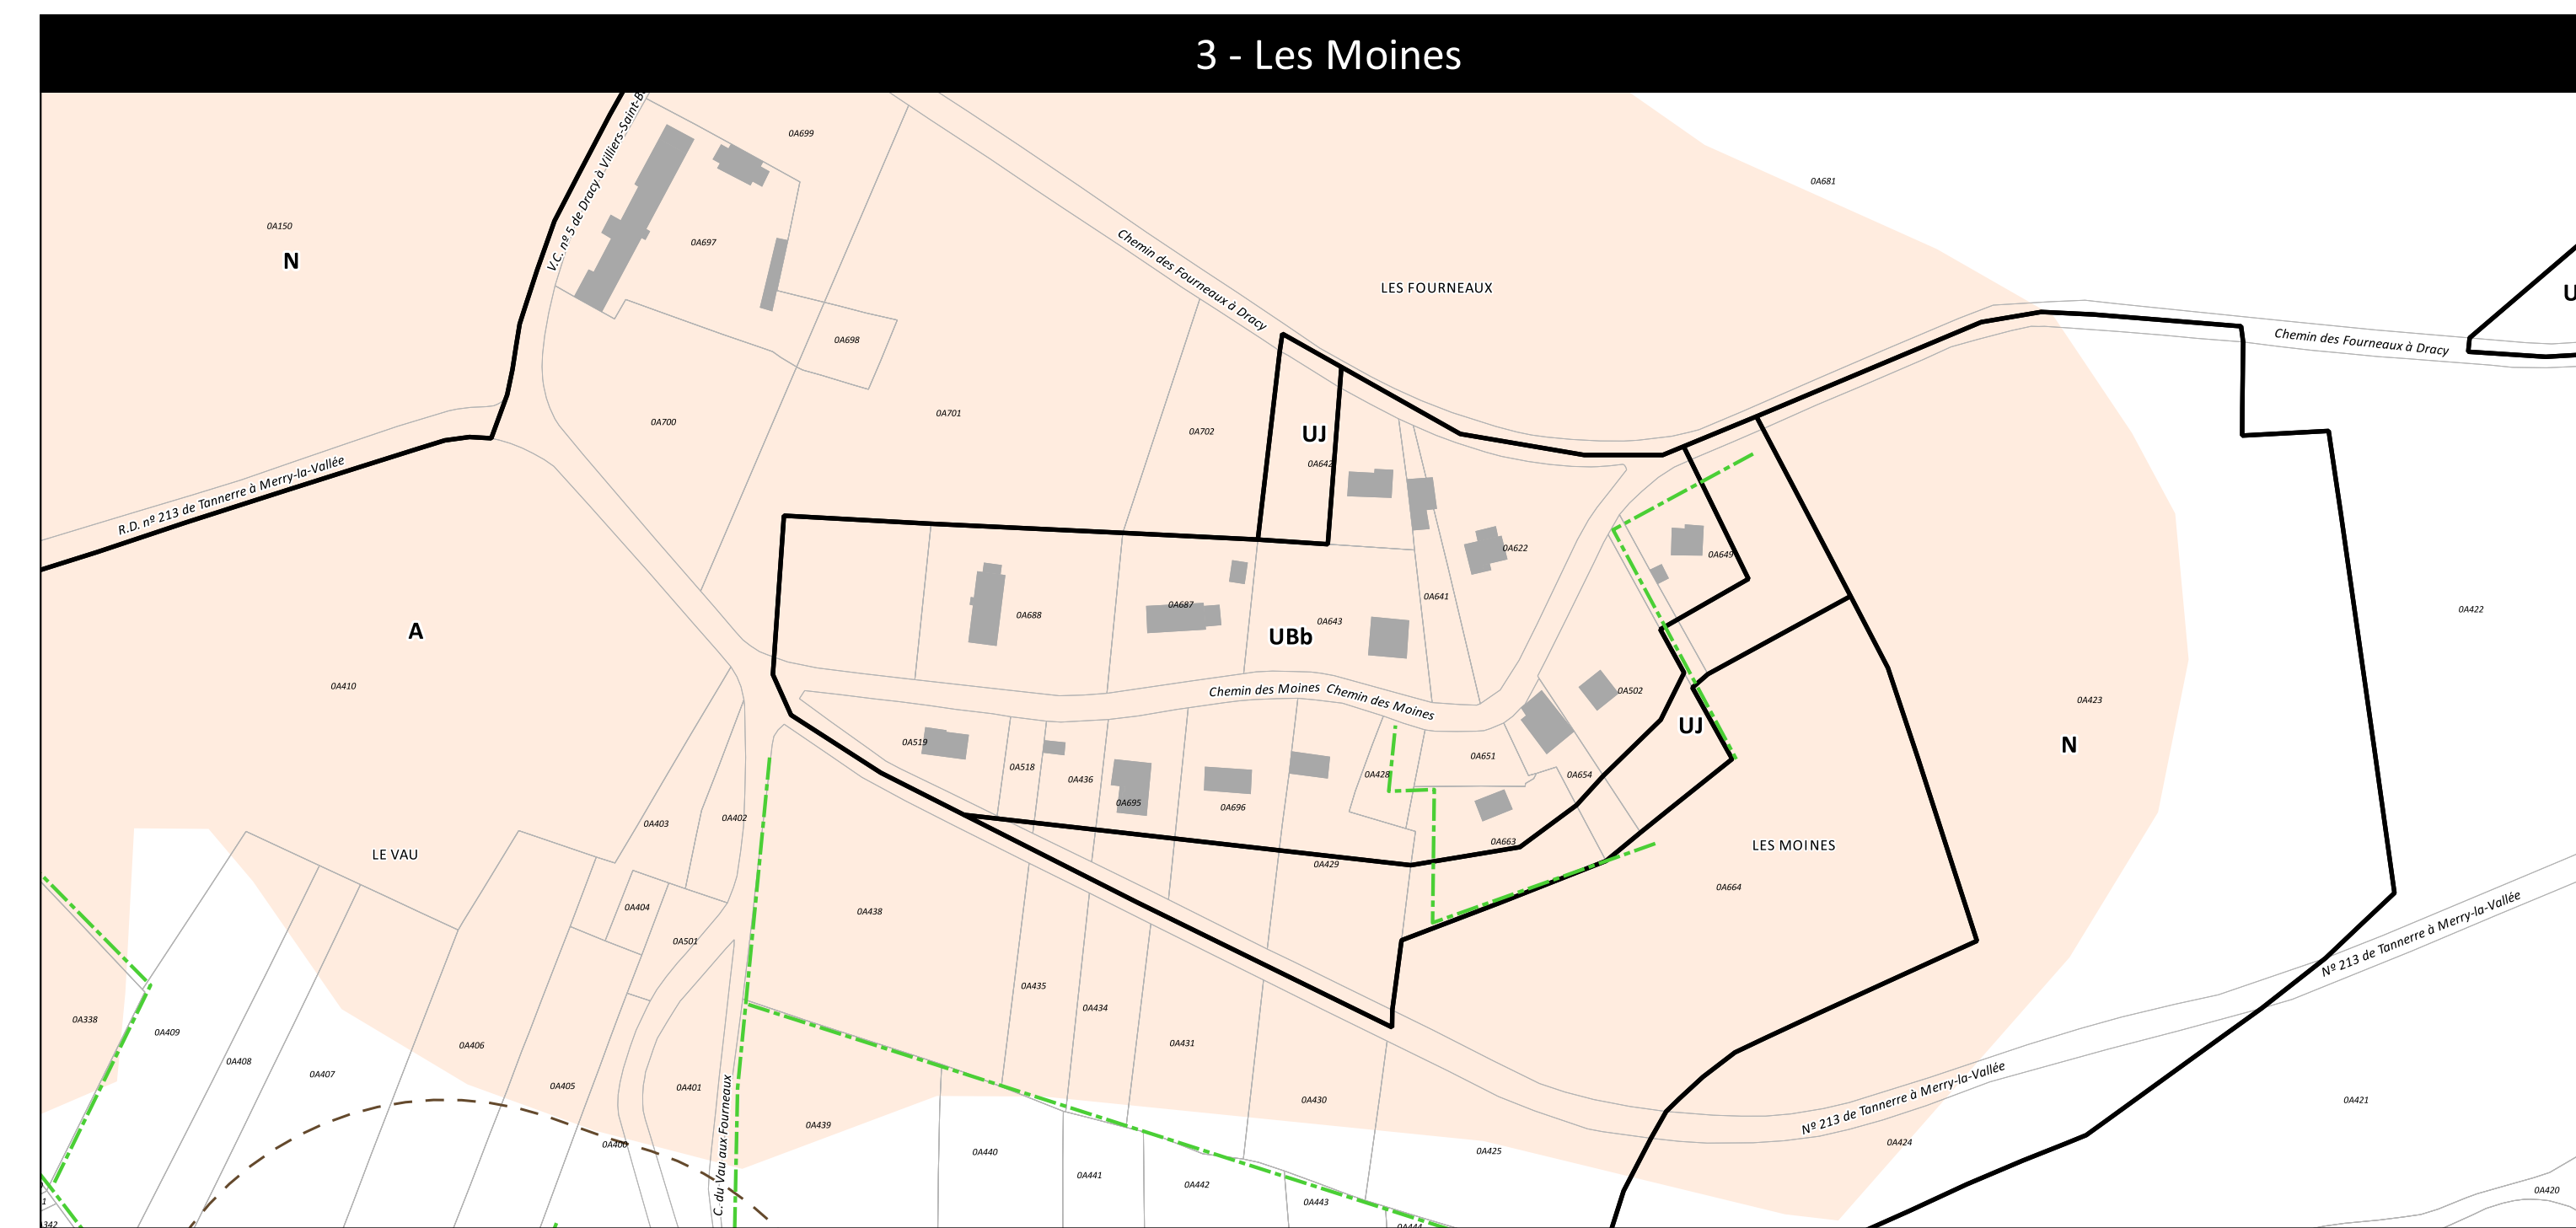 3 - Les Moines
0A699
0A681
0A150
N
V.C. nº 5 de Dracy à Villiers-Saint-B
0A697
Chemin des Fourneaux à Dracy
LES FOURNEAUX
U
0A698
Chemin des Fourneaux à Dracy
0A700
0A701
0A702
UJ
0A642
R.D. nº 213 de Tannerre à Merry-la-Vallée
0A622
0A649
A
0A688
0A687
0A643
0A641
UBb
0A422
0A410
Chemin des Moines
Chemin des Moines
0A502
0A423
UJ
N
0A519
0A518
0A436
0A695
0A696
0A428
0A651
0A654
0A403
0A402
0A663
LE VAU
0A429
LES MOINES
0A664
0A404
0A438
0A501
Nº 213 de Tannerre à Merry-la-Vallée
0A338
0A409
0A408
0A407
0A406
0A405
0A401
0A435
0A434
0A431
0A430
Nº 213 de Tannerre à Merry-la-Vallée
0A421
0A400
0A439
C. du Vau aux Fourneaux
0A440
0A425
0A424
0A441
0A442
0A443
0A420
1
342